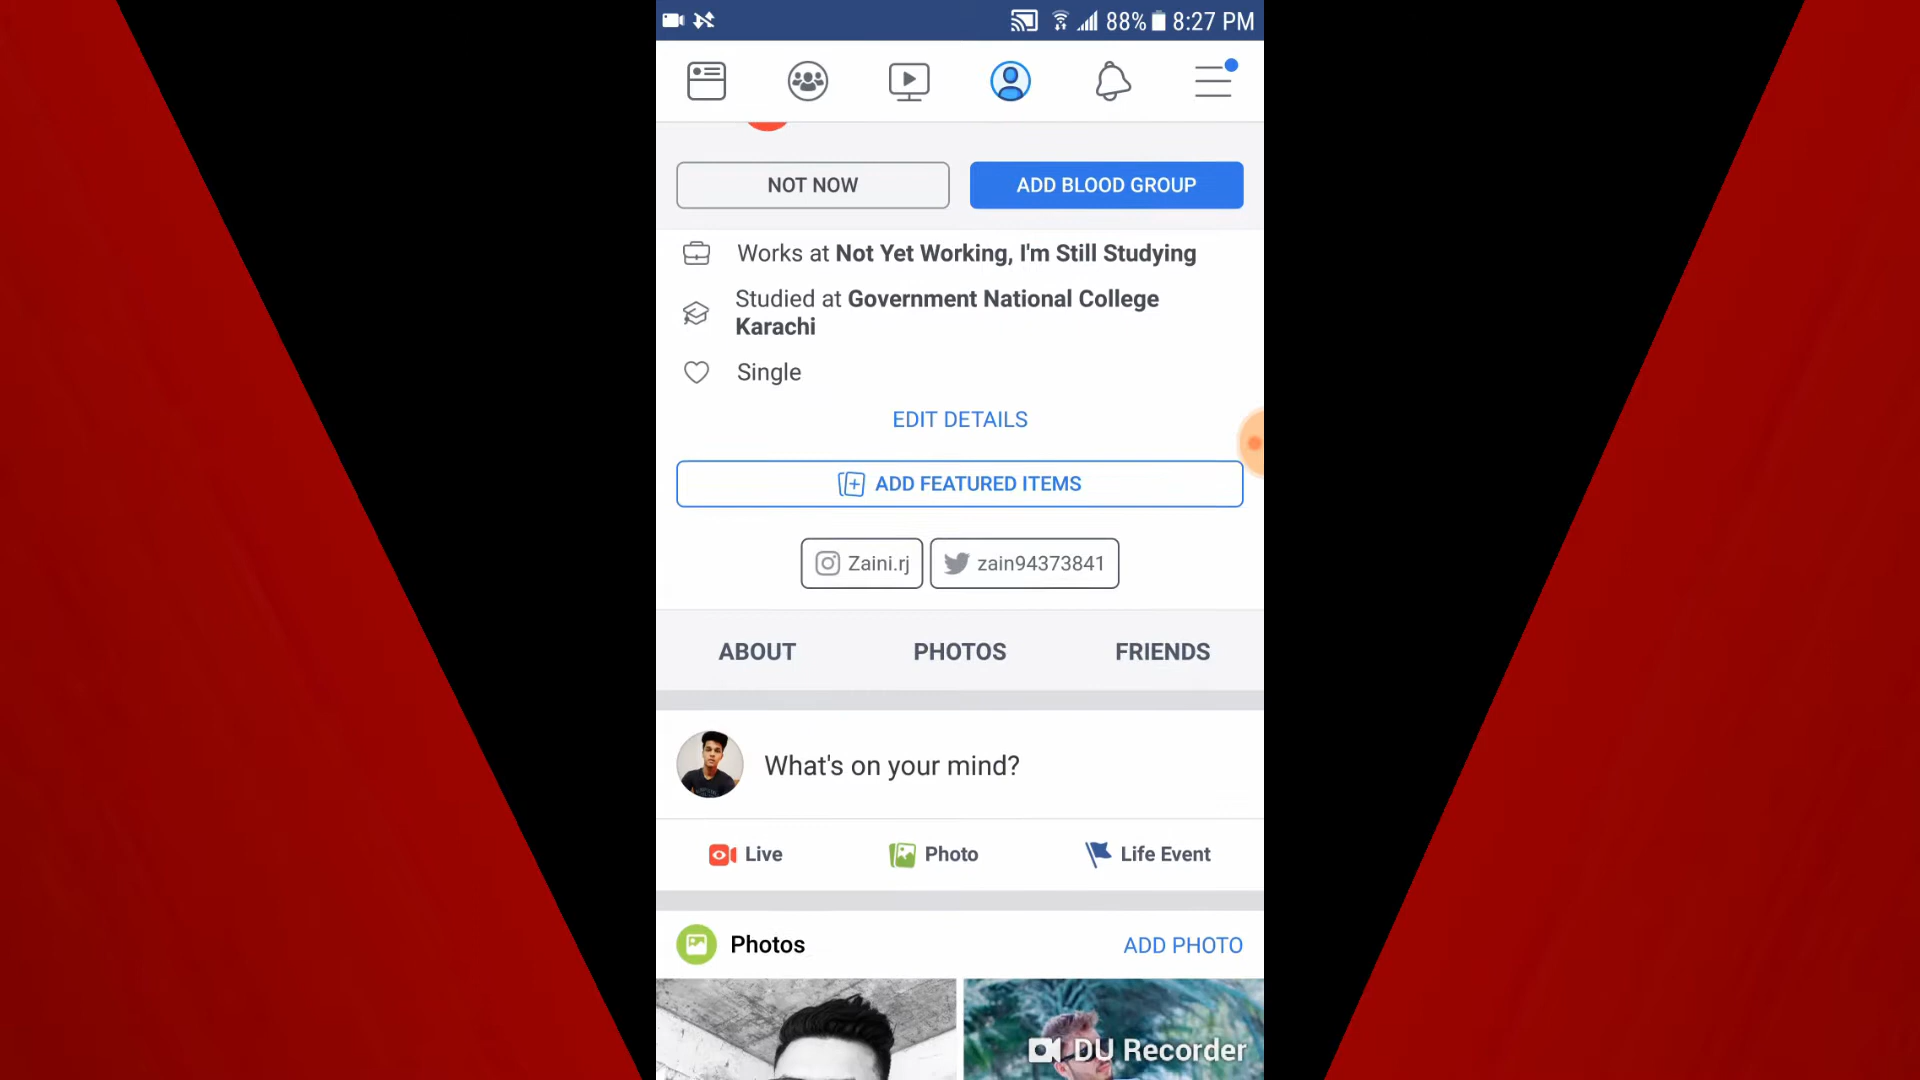 88% 8:27 PM
NOT NOW
ADD BLOOD GROUP
Works at Not Yet Working, I'm Still Studying
Studied at Government National College
Karachi
Single
EDIT DETAILS
ADD FEATURED ITEMS
Zaini.rj
zain94373841
ABOUT
PHOTOS
FRIENDS
What's on your mind?
Live
Photo
Life Event
Photos
ADD PHOTO
DU Recorder